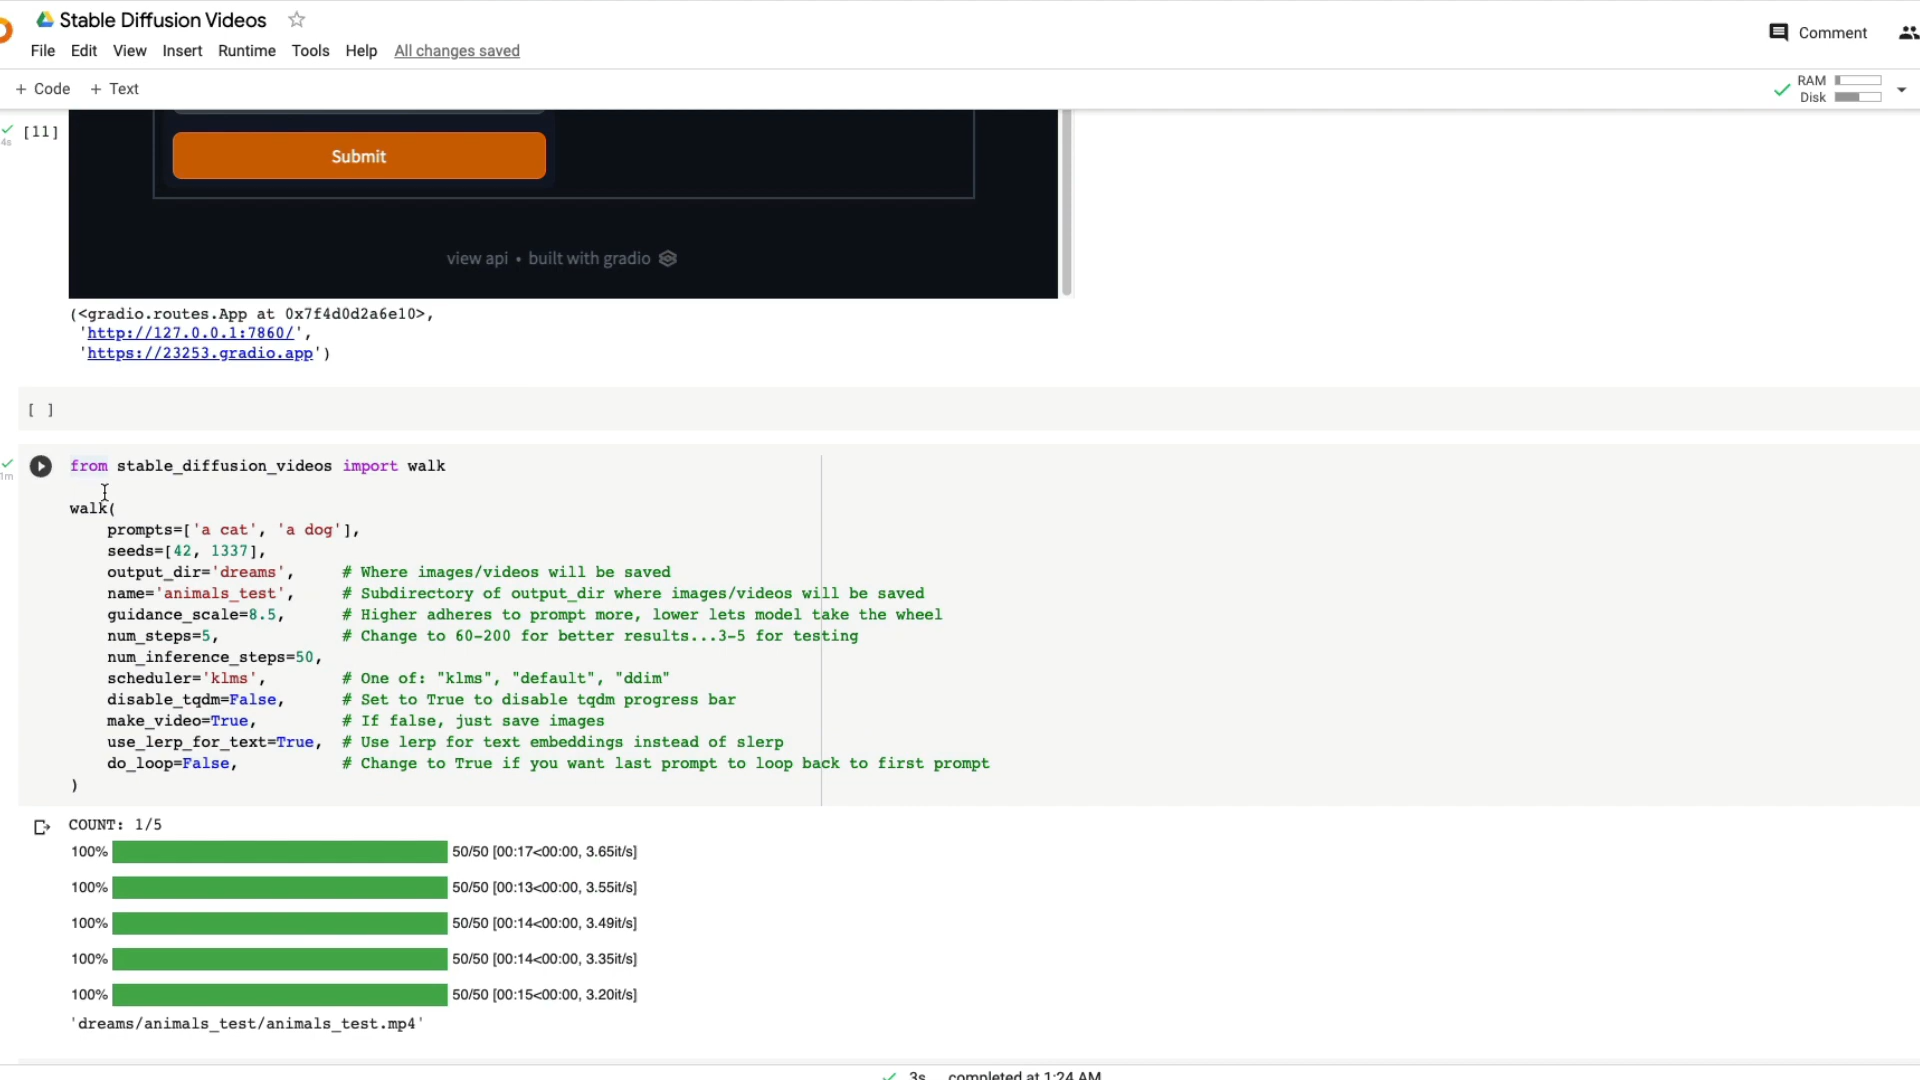 Stable Diffusion Videos
File Edit View Insert Runtime Tools Help All changes saved
Comment
+ Code + Text
RAM
Disk
[11]
4s
Submit
view api • built with gradio
(<gradio.routes.App at 0x7f4d0d2a6e10>,
'http://127.0.0.1:7860/',
'https://23253.gradio.app')
[ ]
1m
from stable_diffusion_videos import walk
walk(
prompts=['a cat', 'a dog'],
seeds=[42, 1337],
output_dir='dreams', # Where images/videos will be saved
name='animals_test', # Subdirectory of output_dir where images/videos will be saved
guidance_scale=8.5, # Higher adheres to prompt more, lower lets model take the wheel
num_steps=5, # Change to 60-200 for better results...3-5 for testing
num_inference_steps=50,
scheduler='klms', # One of: "klms", "default", "ddim"
disable_tqdm=False, # Set to True to disable tqdm progress bar
make_video=True, # If false, just save images
use_lerp_for_text=True, # Use lerp for text embeddings instead of slerp
do_loop=False, # Change to True if you want last prompt to loop back to first prompt
)
COUNT: 1/5
100% 50/50 [00:17<00:00, 3.65it/s]
100% 50/50 [00:13<00:00, 3.55it/s]
100% 50/50 [00:14<00:00, 3.49it/s]
100% 50/50 [00:14<00:00, 3.35it/s]
100% 50/50 [00:15<00:00, 3.20it/s]
'dreams/animals_test/animals_test.mp4'
3s completed at 1:24 AM